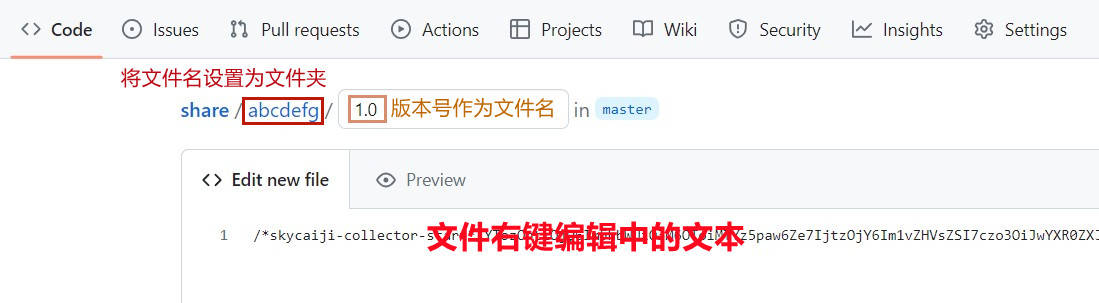 Code Issues Pull requests Actions Projects Wiki Security Insights Settings
将文件名设置为文件夹
share / abcdefg / 1.0 版本号作为文件名 in master
Edit new file Preview
1 /*skycaiji-collector-s
文件右键编辑中的文本